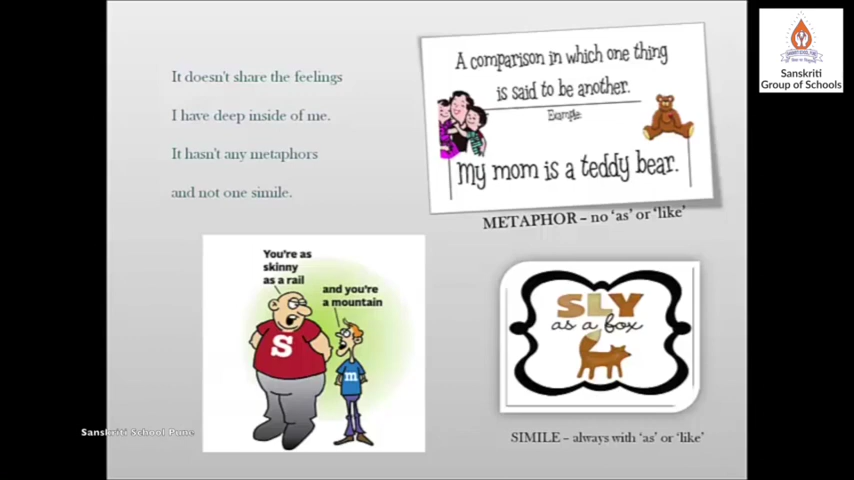 It doesn't share the feelings
I have deep inside of me.
It hasn't any metaphors
and not one simile.
A comparison in which one thing
is said to be another.
Example:
My mom is a teddy bear.
METAPHOR – no 'as' or 'like'
You're as
skinny
as a rail
and you're
a mountain
S
m
SLY
as a fox
SIMILE – always with 'as' or 'like'
Sanskriti School Pune
Sanskriti
Group of Schools